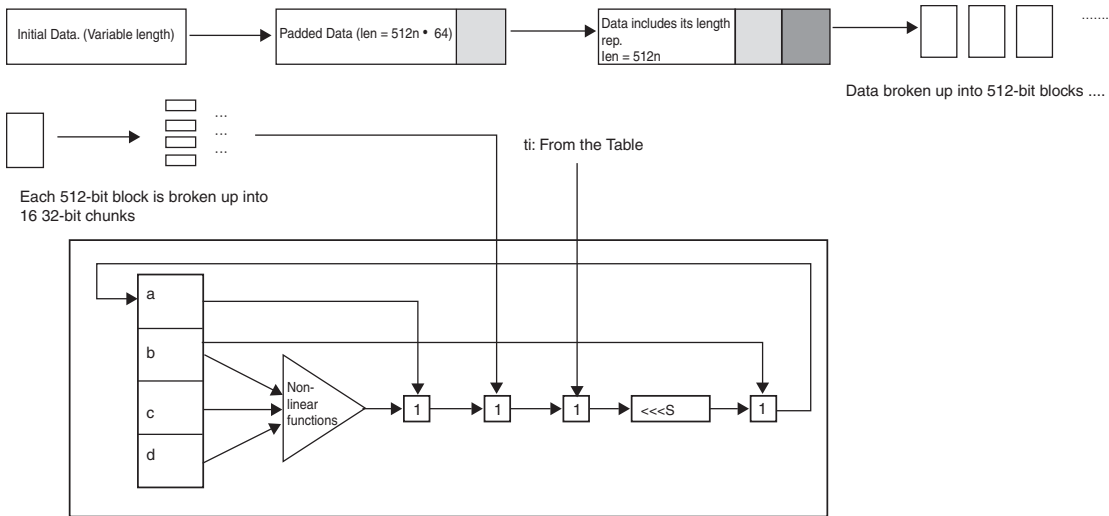 Initial Data. (Variable length)
Padded Data (len = 512n • 64)
Data includes its length
rep.
len = 512n
.......
Data broken up into 512-bit blocks ....
...
...
...
ti: From the Table
Each 512-bit block is broken up into
16 32-bit chunks
a
b
c
d
Non-
linear
functions
1
1
1
<<<S
1